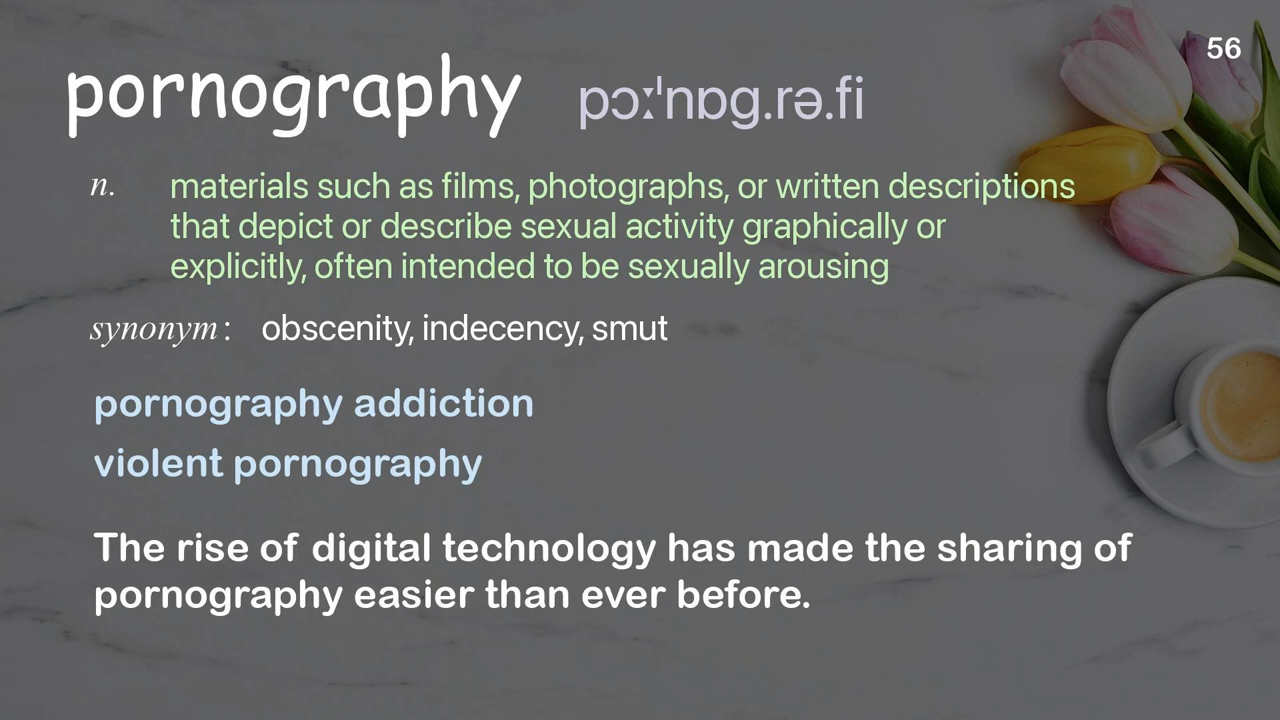 56
pornography pɔːˈnɒg.rə.fi
n. materials such as films, photographs, or written descriptions
that depict or describe sexual activity graphically or
explicitly, often intended to be sexually arousing
synonym: obscenity, indecency, smut
pornography addiction
violent pornography
The rise of digital technology has made the sharing of
pornography easier than ever before.